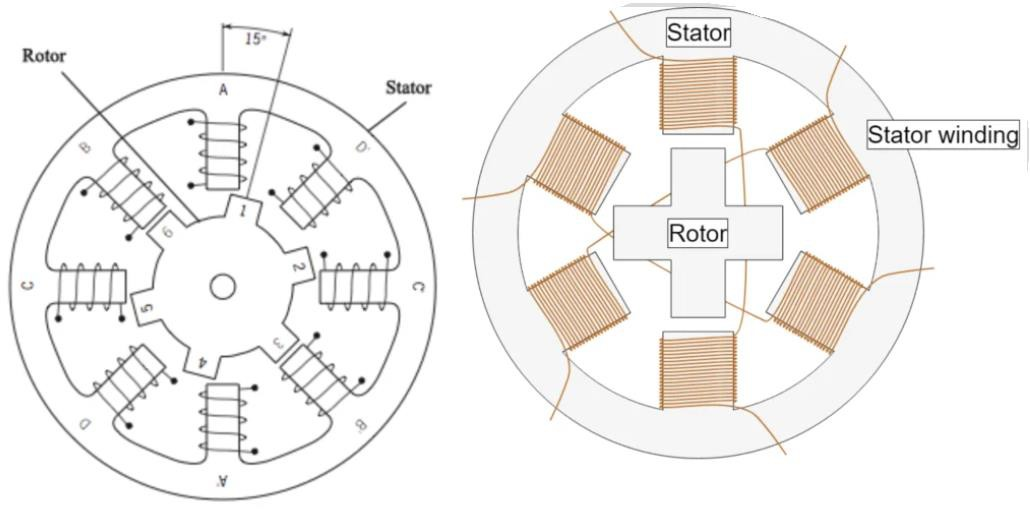 15°
Rotor
Stator
A
B
D'
1
6
2
C
C'
5
3
4
D
B'
A'
Stator
Stator winding
Rotor